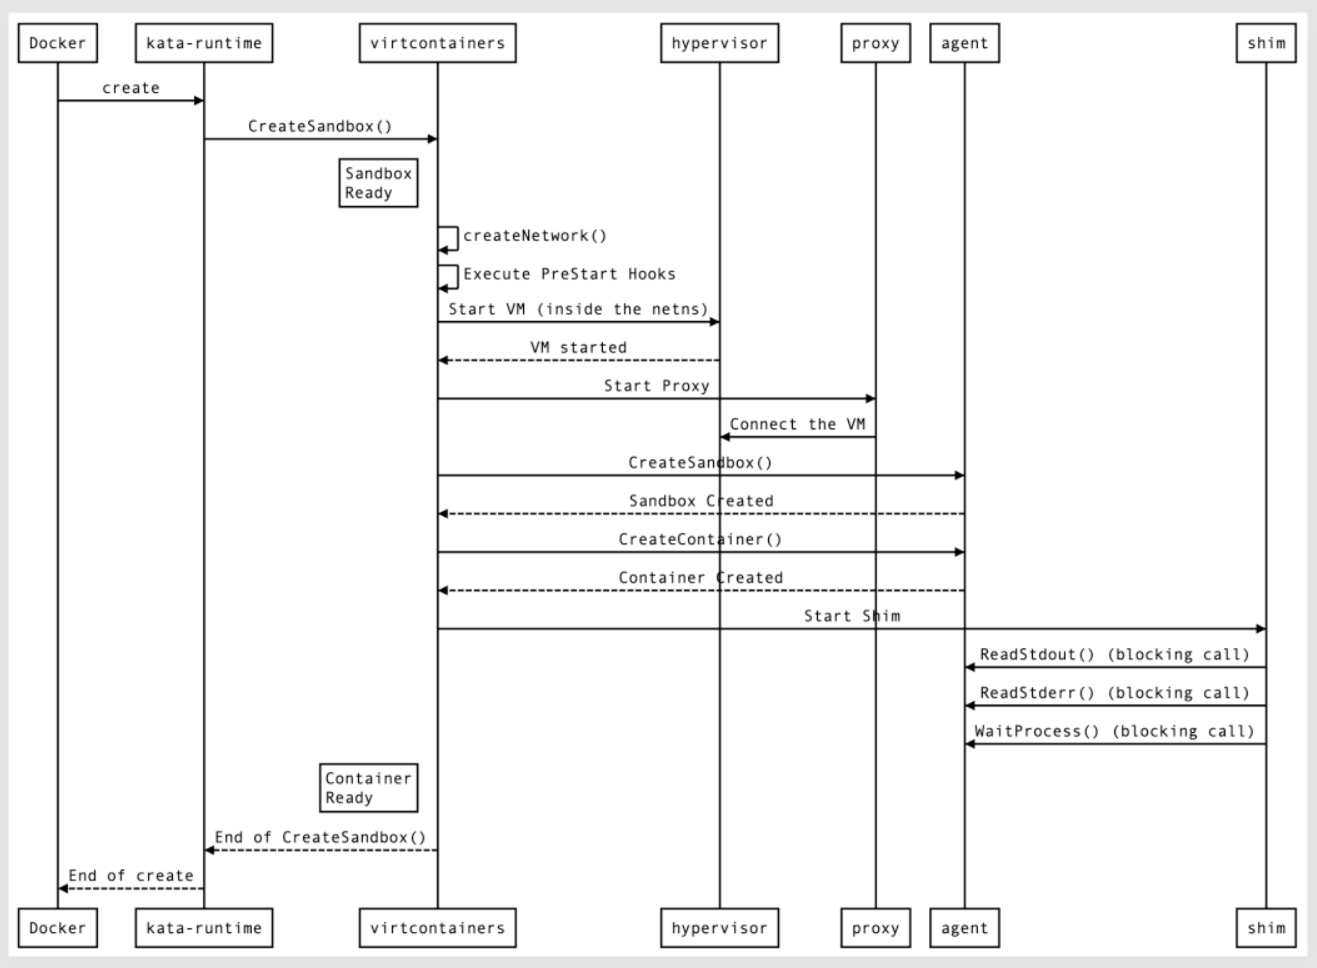 Docker
kata-runtime
virtcontainers
hypervisor
proxy
agent
shim
create
CreateSandbox()
Sandbox
Ready
createNetwork()
Execute PreStart Hooks
Start VM (inside the netns)
VM started
Start Proxy
Connect the VM
CreateSandbox()
Sandbox Created
CreateContainer()
Container Created
Start Shim
ReadStdout() (blocking call)
ReadStderr() (blocking call)
WaitProcess() (blocking call)
Container
Ready
End of CreateSandbox()
End of create
Docker
kata-runtime
virtcontainers
hypervisor
proxy
agent
shim